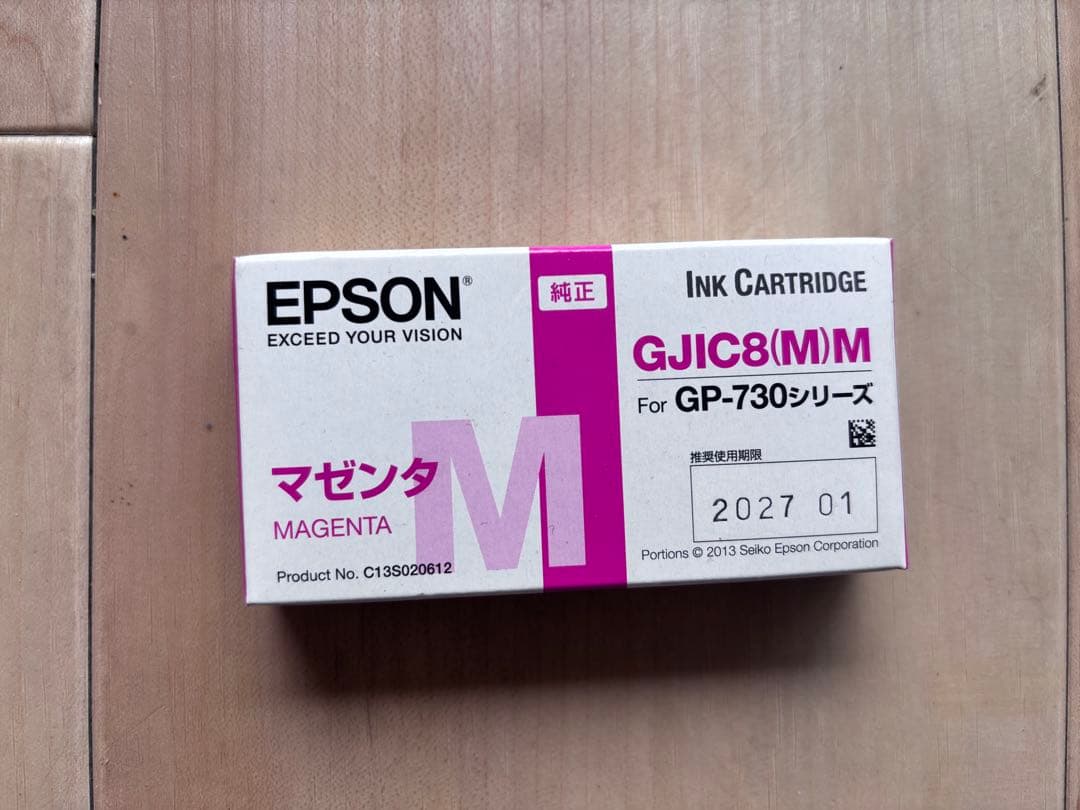 EPSON®
EXCEED YOUR VISION
マゼンタ
MAGENTA
M
Product No. C13S020612
純正
INK CARTRIDGE
GJIC8(M)M
For GP-730シリーズ
推奨使用期限
2027 01
Portions © 2013 Seiko Epson Corporation